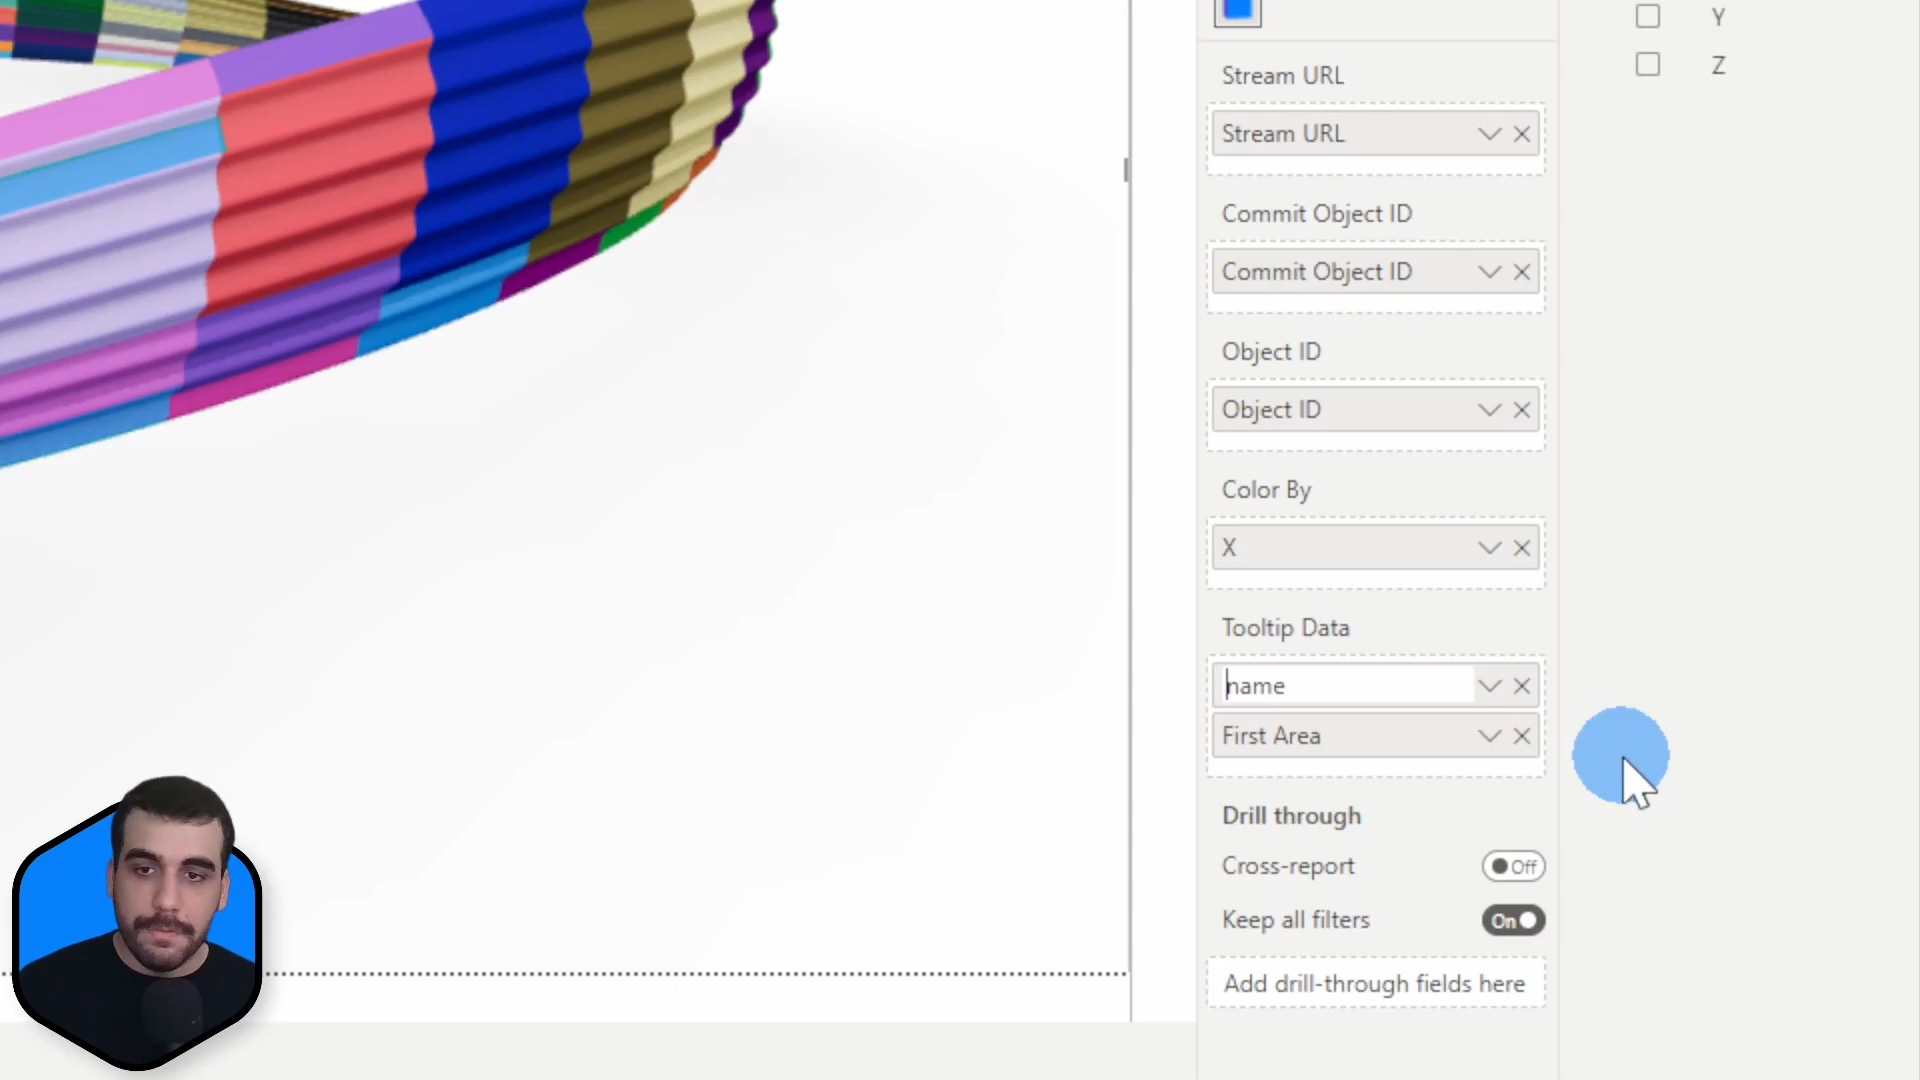 Y
Z
Stream URL
Stream URL
Commit Object ID
Commit Object ID
Object ID
Object ID
Color By
X
Tooltip Data
name
First Area
Drill through
Cross-report
Off
Keep all filters
On
Add drill-through fields here